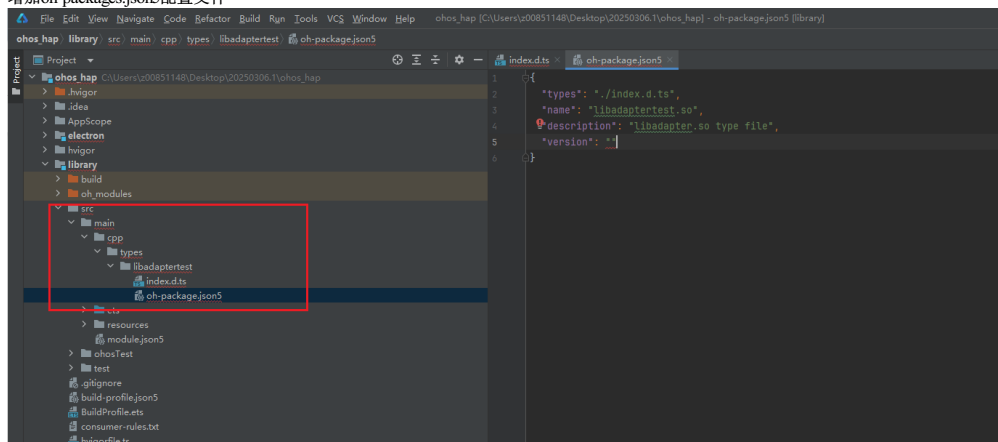 增加oh-packages.json5配置文件
File Edit View Navigate Code Refactor Build Run Tools VCS Window Help ohos_hap [C:\Users\z00851148\Desktop\20250306.1\ohos_hap] - oh-package.json5 [library]
ohos_hap library src main cpp types libadaptertest oh-package.json5
Project
Project
index.d.ts
oh-package.json5
ohos_hap C:\Users\z00851148\Desktop\20250306.1\ohos_hap
.hvigor
.idea
AppScope
electron
hvigor
library
build
oh_modules
src
main
cpp
types
libadaptertest
index.d.ts
oh-package.json5
ets
resources
module.json5
ohosTest
test
.gitignore
build-profile.json5
BuildProfile.ets
consumer-rules.txt
hvigorfile.ts
1 {
2 "types": "./index.d.ts",
3 "name": "libadaptertest.so",
4 "description": "libadapter.so type file",
5 "version": ""
6 }